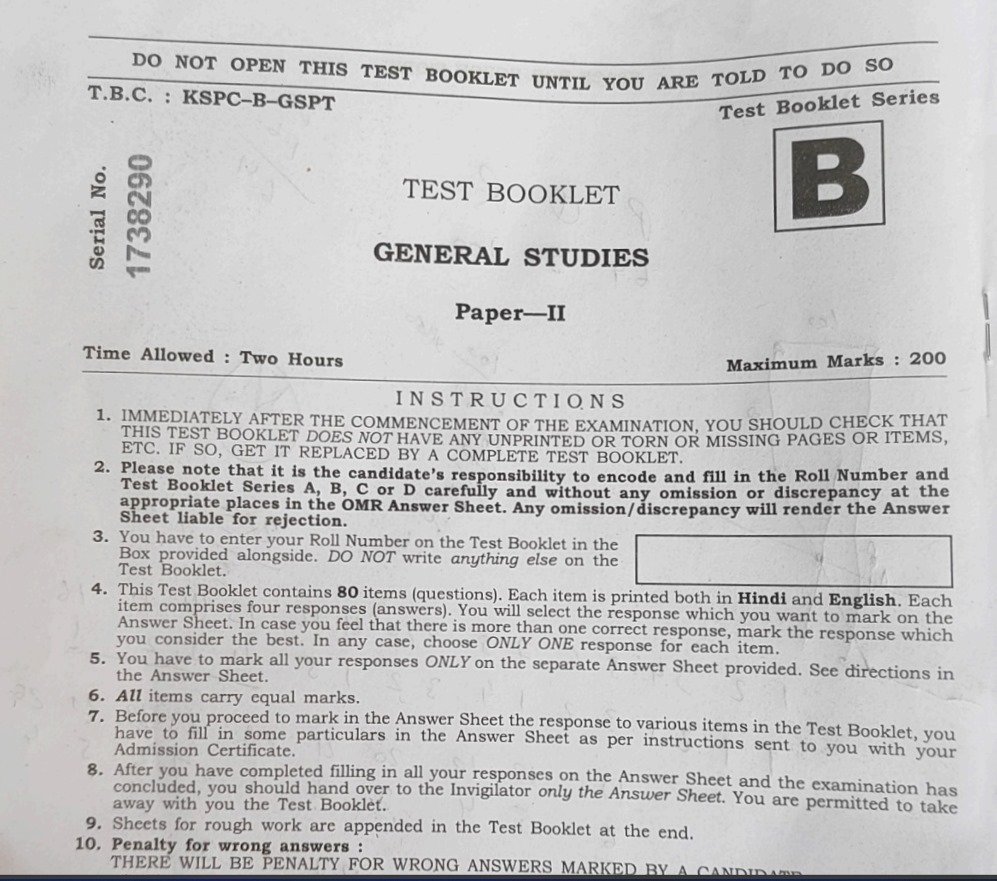 DO NOT OPEN THIS TEST BOOKLET UNTIL YOU ARE TOLD TO DO SO
T.B.C. : KSPC-B-GSPT
Test Booklet Series
Serial No.
1738290
B
TEST BOOKLET
GENERAL STUDIES
Paper—II
Time Allowed : Two Hours
Maximum Marks : 200
INSTRUCTIONS
1. IMMEDIATELY AFTER THE COMMENCEMENT OF THE EXAMINATION, YOU SHOULD CHECK THAT
THIS TEST BOOKLET DOES NOT HAVE ANY UNPRINTED OR TORN OR MISSING PAGES OR ITEMS,
ETC. IF SO, GET IT REPLACED BY A COMPLETE TEST BOOKLET.
2. Please note that it is the candidate's responsibility to encode and fill in the Roll Number and
Test Booklet Series A, B, C or D carefully and without any omission or discrepancy at the
appropriate places in the OMR Answer Sheet. Any omission/discrepancy will render the Answer
Sheet liable for rejection.
3. You have to enter your Roll Number on the Test Booklet in the
Box provided alongside. DO NOT write anything else on the
Test Booklet.
4. This Test Booklet contains 80 items (questions). Each item is printed both in Hindi and English. Each
item comprises four responses (answers). You will select the response which you want to mark on the
Answer Sheet. In case you feel that there is more than one correct response, mark the response which
you consider the best. In any case, choose ONLY ONE response for each item.
5. You have to mark all your responses ONLY on the separate Answer Sheet provided. See directions in
the Answer Sheet.
6. All items carry equal marks.
7. Before you proceed to mark in the Answer Sheet the response to various items in the Test Booklet, you
have to fill in some particulars in the Answer Sheet as per instructions sent to you with your
Admission Certificate.
8. After you have completed filling in all your responses on the Answer Sheet and the examination has
concluded, you should hand over to the Invigilator only the Answer Sheet. You are permitted to take
away with you the Test Booklet.
9. Sheets for rough work are appended in the Test Booklet at the end.
10. Penalty for wrong answers :
THERE WILL BE PENALTY FOR WRONG ANSWERS MARKED BY A CANDIDATE